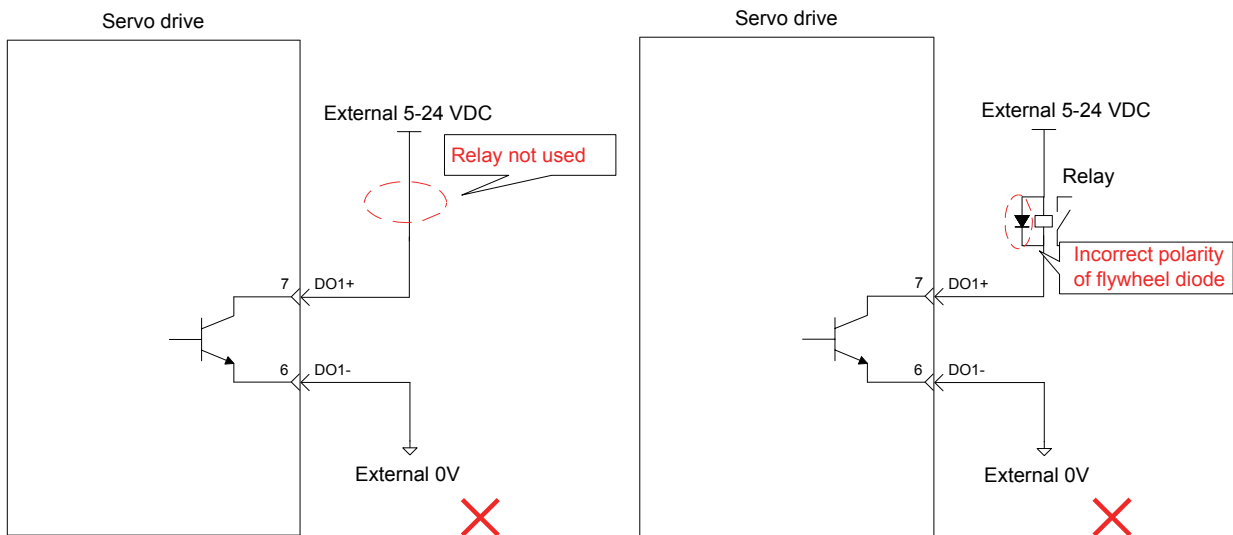 Servo drive
External 5-24 VDC
Relay not used
7
DO1+
6
DO1-
External 0V
Servo drive
External 5-24 VDC
Relay
Incorrect polarity
of flywheel diode
7
DO1+
6
DO1-
External 0V